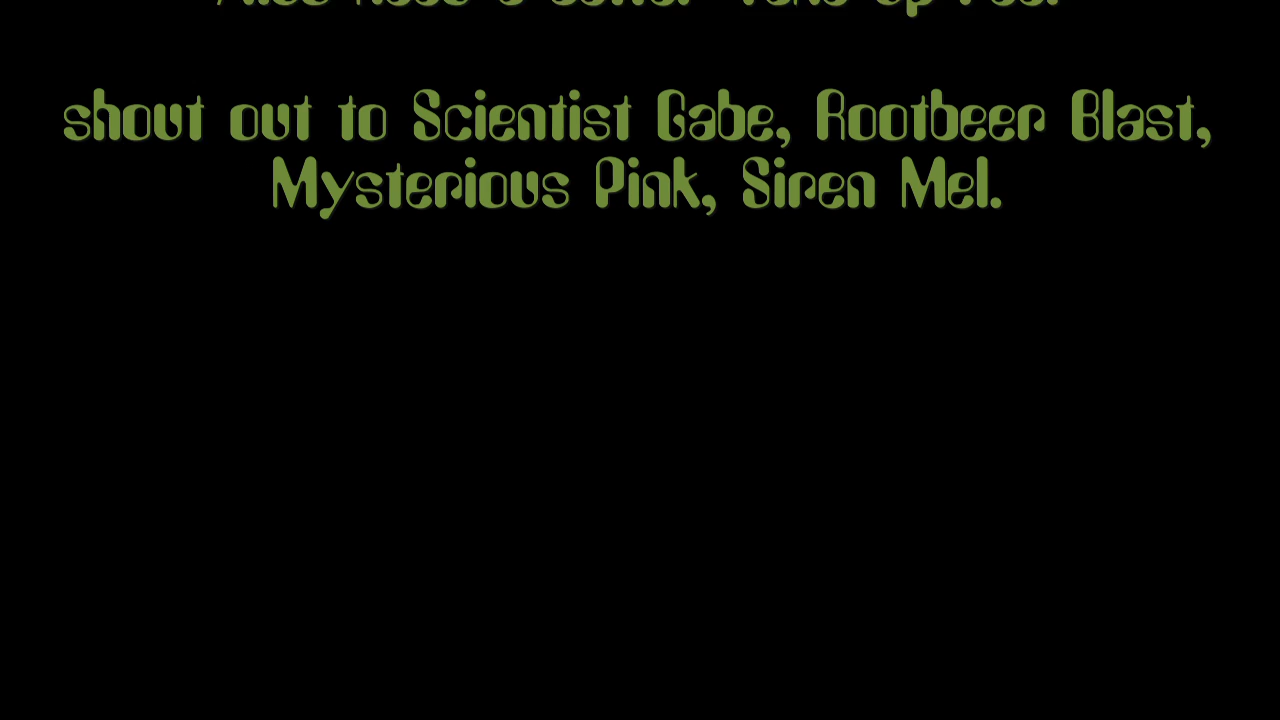 shout out to Scientist Gabe, Rootbeer Blast,
Mysterious Pink, Siren Mel.